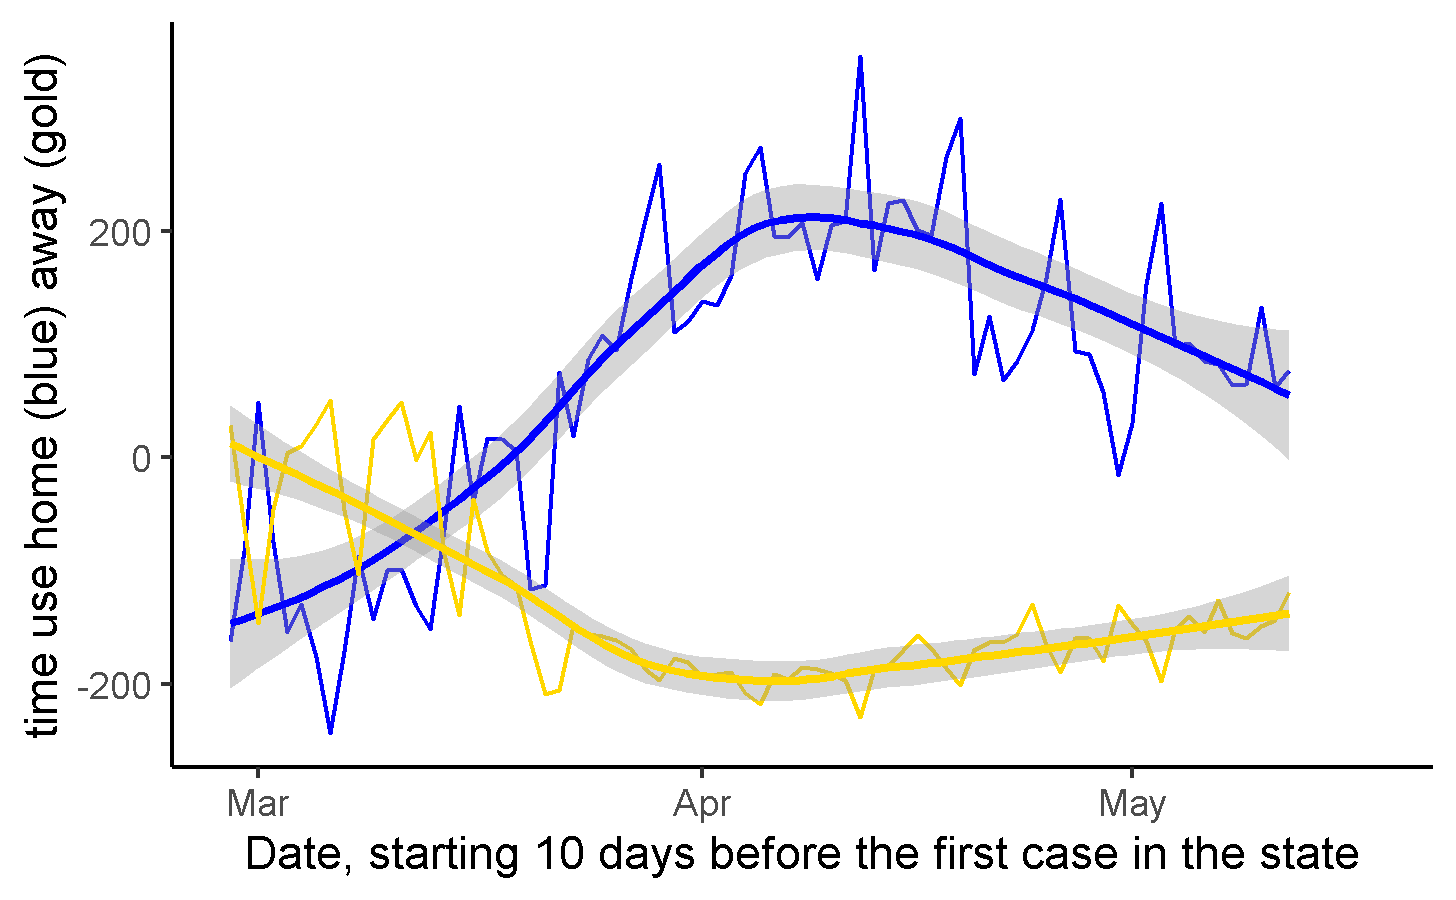 time use home (blue) away (gold)
200
0
-200
Mar
Apr
May
Date, starting 10 days before the first case in the state